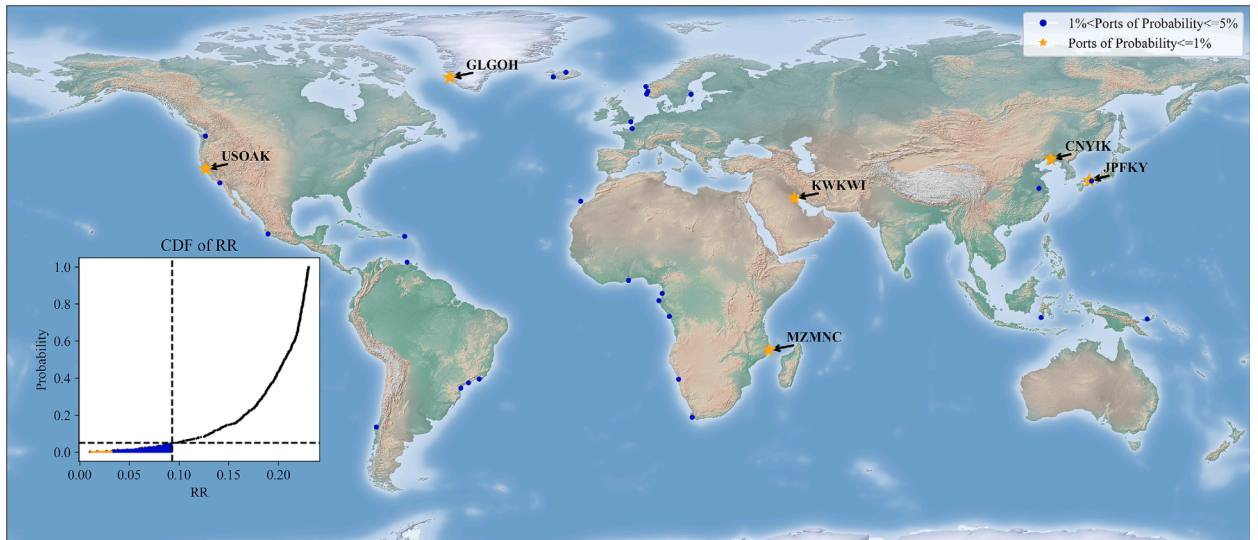 1%<Ports of Probability<=5%
Ports of Probability<=1%
GLGOH
USOAK
CNYIK
JPFKY
KWKWI
MZMNC
CDF of RR
1.0
0.8
0.6
0.4
0.2
0.0
Probability
0.00 0.05 0.10 0.15 0.20
RR